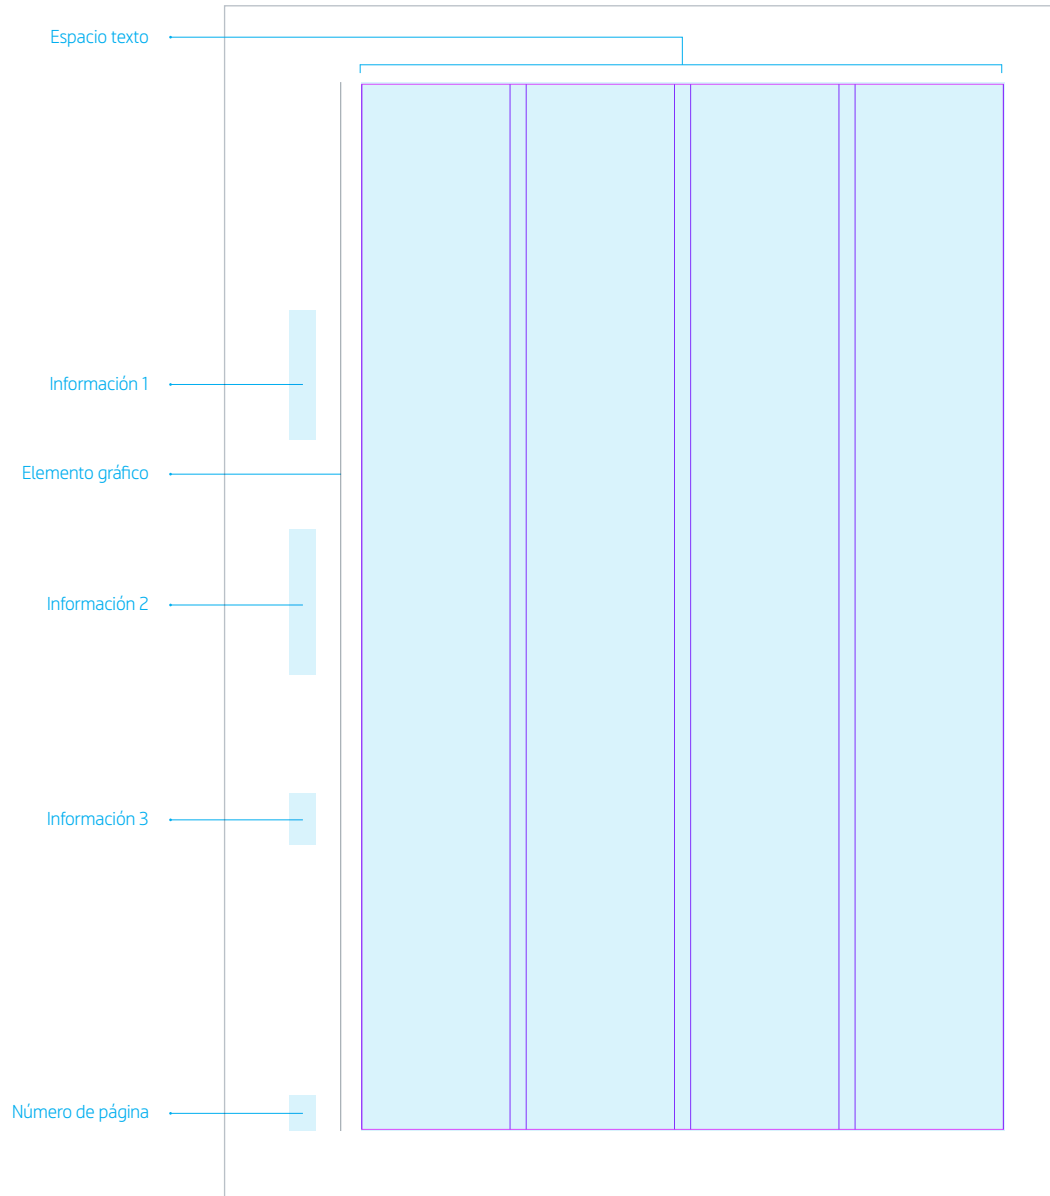 Espacio texto
Información 1
Elemento gráfico
Información 2
Información 3
Número de página